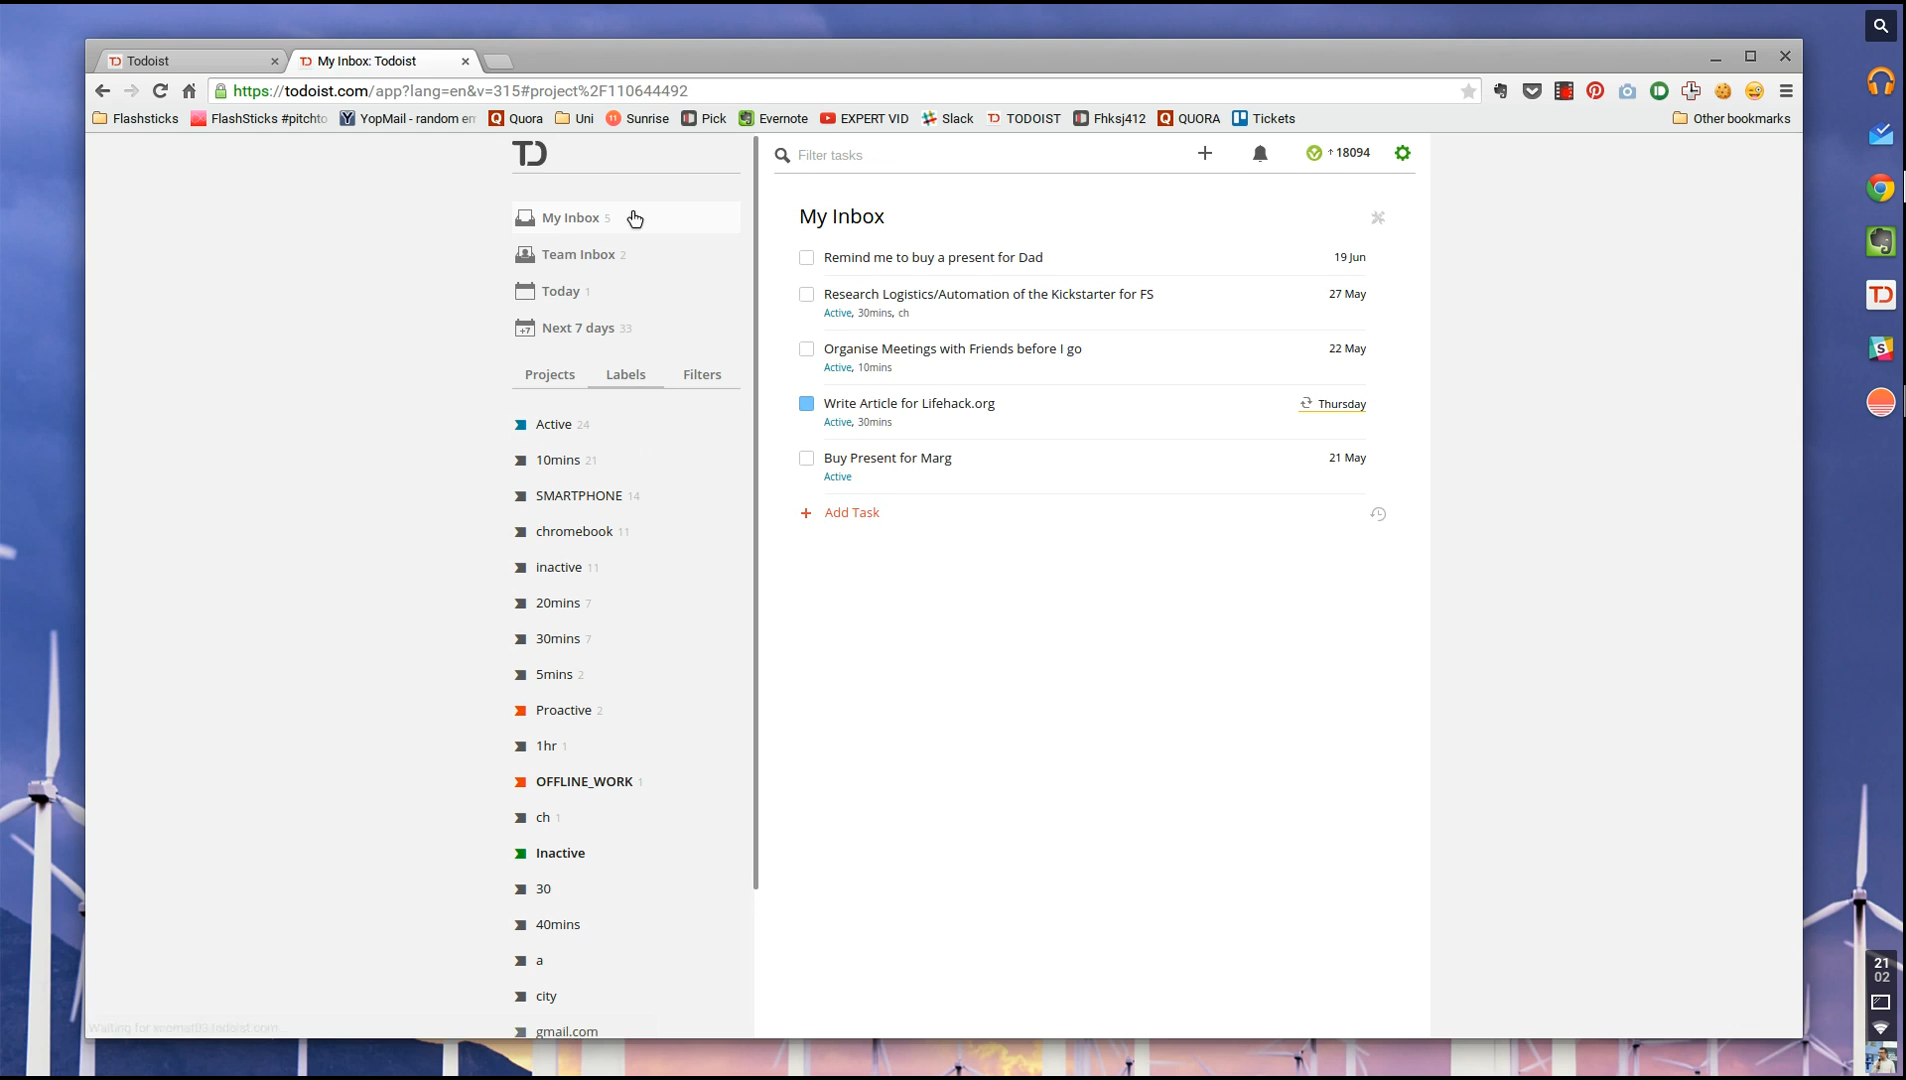 Todoist
My Inbox: Todoist
https://todoist.com/app?lang=en&v=315#project%2F110644492
Flashsticks
FlashSticks #pitchto
YopMail - random em
Quora
Uni
Sunrise
Pick
Evernote
EXPERT VID
Slack
TODOIST
Fhksj412
QUORA
Tickets
Other bookmarks
Filter tasks
18094
My Inbox 5
Team Inbox 2
Today 1
Next 7 days 33
Projects
Labels
Filters
Active 24
10mins 21
SMARTPHONE 14
chromebook 11
inactive 11
20mins 7
30mins 7
5mins 2
Proactive 2
1hr 1
OFFLINE_WORK 1
ch 1
Inactive
30
40mins
a
city
gmail.com
My Inbox
Remind me to buy a present for Dad
19 Jun
Research Logistics/Automation of the Kickstarter for FS
27 May
Active, 30mins, ch
Organise Meetings with Friends before I go
22 May
Active, 10mins
Write Article for Lifehack.org
Thursday
Active, 30mins
Buy Present for Marg
21 May
Active
+ Add Task
21
02